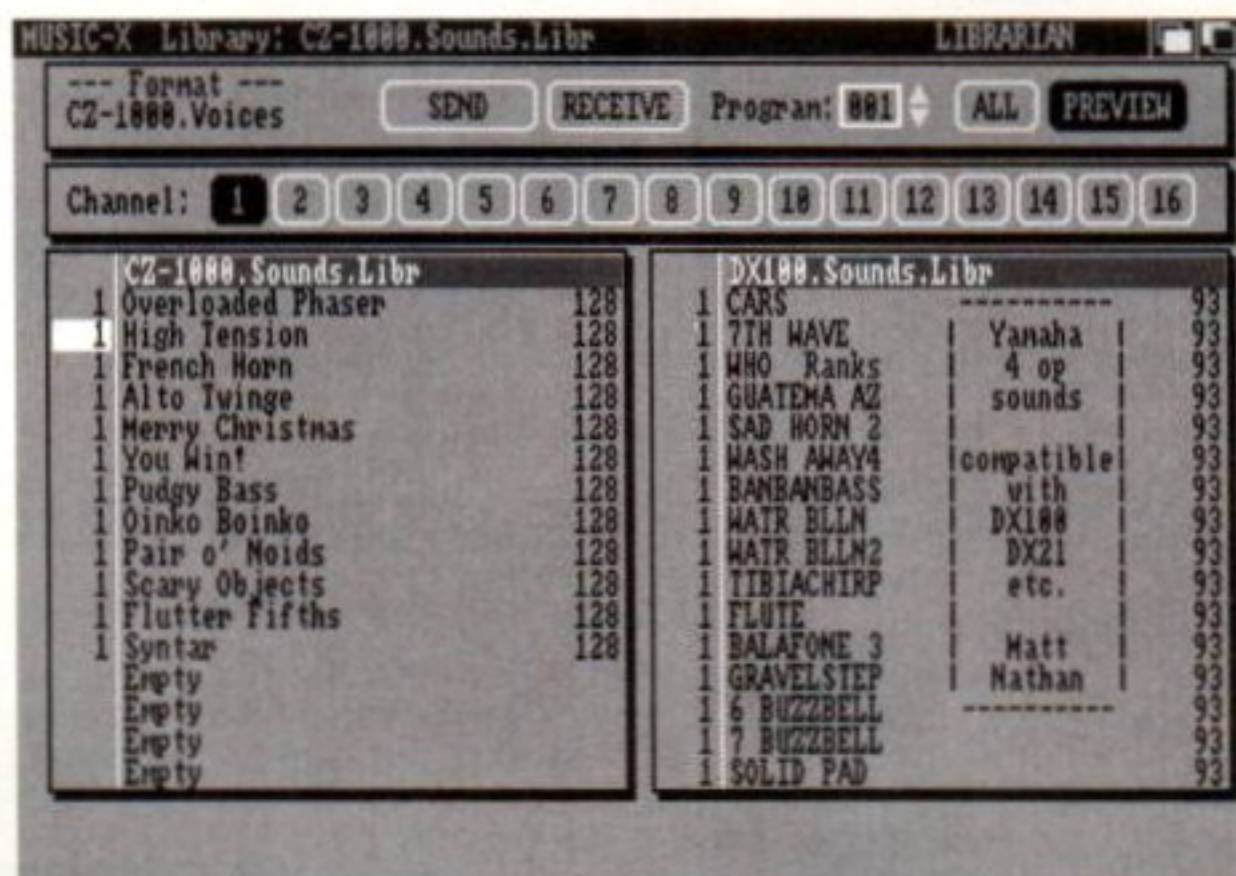 MUSIC-X Library: CZ-1000.Sounds.Libr LIBRARIAN
--- Format ---
CZ-1000.Voices SEND RECEIVE Program: 001 ALL PREVIEW
Channel: 1 2 3 4 5 6 7 8 9 10 11 12 13 14 15 16
CZ-1000.Sounds.Libr
1 Overloaded Phaser 128
1 High Tension 128
1 French Horn 128
1 Alto Twinge 128
1 Merry Christmas 128
1 You Win! 128
1 Pudgy Bass 128
1 Oinko Boinko 128
1 Pair o' Noids 128
1 Scary Objects 128
1 Flutter Fifths 128
1 Syntar 128
Empty
Empty
Empty
Empty
DX100.Sounds.Libr
1 CARS ---------- 93
1 7TH WAVE | Yamaha | 93
1 WHO Ranks | 4 op | 93
1 GUATEMA AZ | sounds | 93
1 SAD HORN 2 | | 93
1 WASH AWAY4 |compatible| 93
1 BANBANBASS | with | 93
1 WATR BLLN | DX100 | 93
1 WATR BLLN2 | DX21 | 93
1 TIBIACHIRP | etc. | 93
1 FLUTE | | 93
1 BALAFONE 3 | Matt | 93
1 GRAVELSTEP | Nathan | 93
1 6 BUZZBELL ---------- 93
1 7 BUZZBELL 93
1 SOLID PAD 93